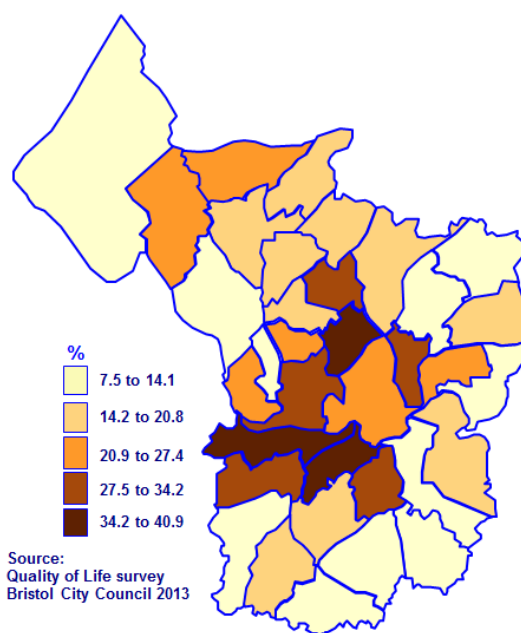 %
7.5 to 14.1
14.2 to 20.8
20.9 to 27.4
27.5 to 34.2
34.2 to 40.9
Source:
Quality of Life survey
Bristol City Council 2013